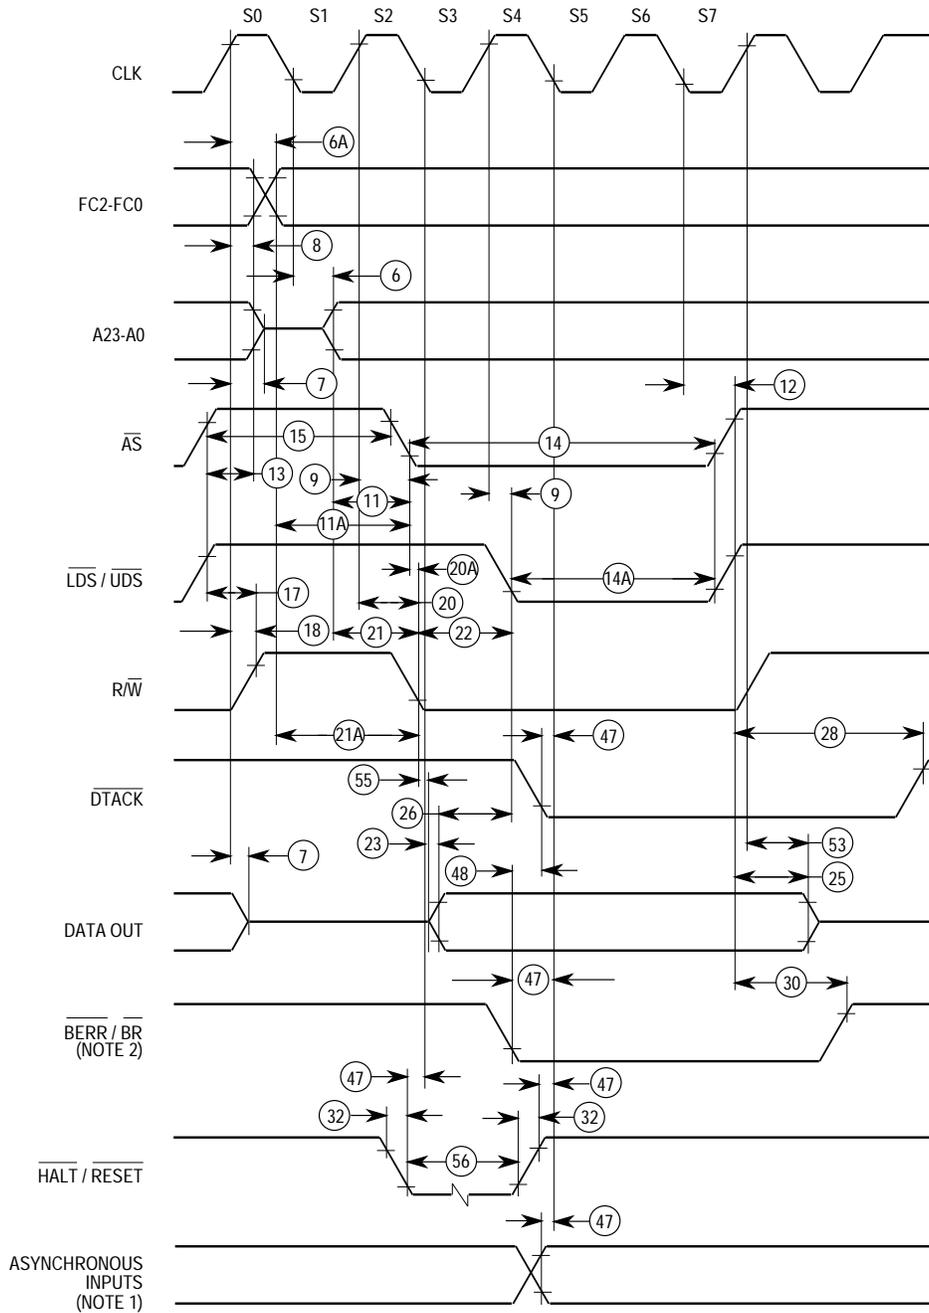 S0 S1 S2 S3 S4 S5 S6 S7
CLK
6A
FC2-FC0
8
6
A23-A0
7
12
AS
15
14
13
9
9
11
11A
20A
LDS / UDS
14A
17
20
18
21
22
R/W
21A
47
28
55
DTACK
26
23
53
7
48
25
DATA OUT
47
30
BERR / BR
(NOTE 2)
47
47
32
32
56
HALT / RESET
47
ASYNCHRONOUS
INPUTS
(NOTE 1)